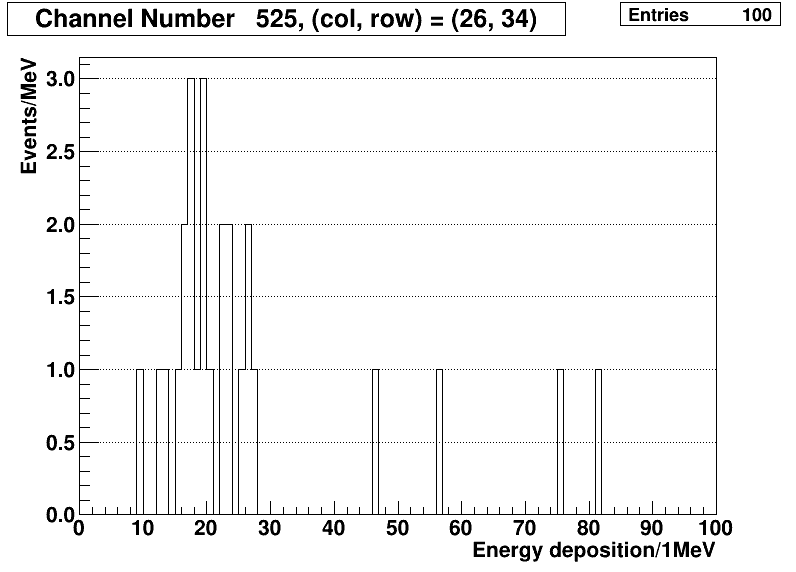 Channel Number 525, (col, row) = (26, 34)
Entries 100
Events/MeV
3.0
2.5
2.0
1.5
1.0
0.5
0.0
0 10 20 30 40 50 60 70 80 90 100
Energy deposition/1MeV